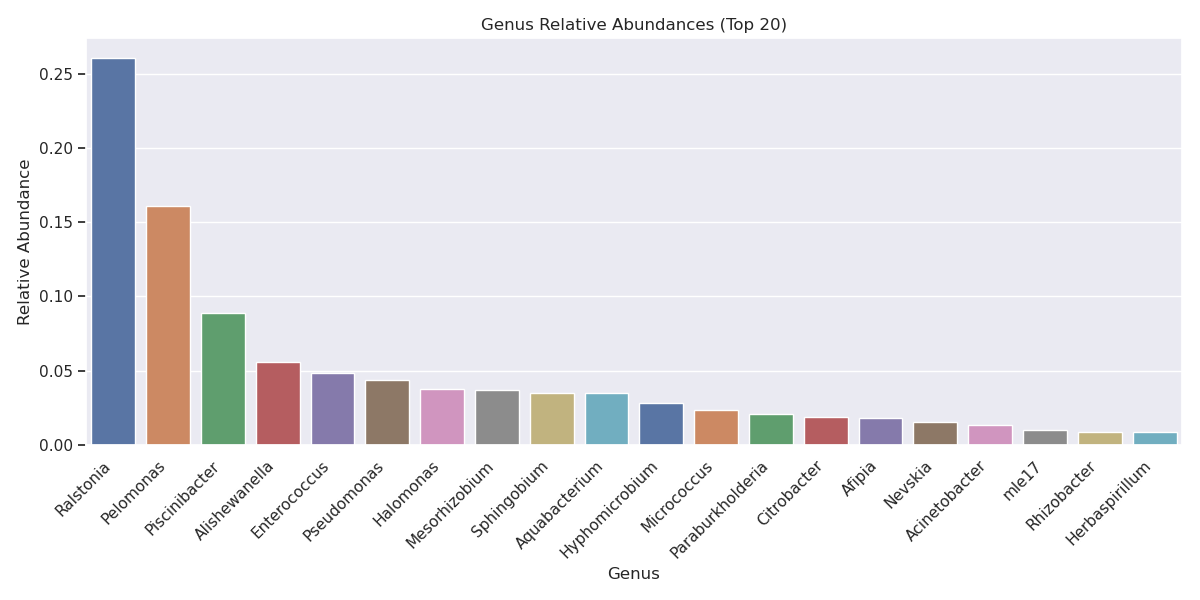 Genus Relative Abundances (Top 20)
Relative Abundance
0.25
0.20
0.15
0.10
0.05
0.00
Ralstonia
Pelomonas
Piscinibacter
Alishewanella
Enterococcus
Pseudomonas
Halomonas
Mesorhizobium
Sphingobium
Aquabacterium
Hyphomicrobium
Micrococcus
Paraburkholderia
Citrobacter
Afipia
Nevskia
Acinetobacter
mle17
Rhizobacter
Herbaspirillum
Genus